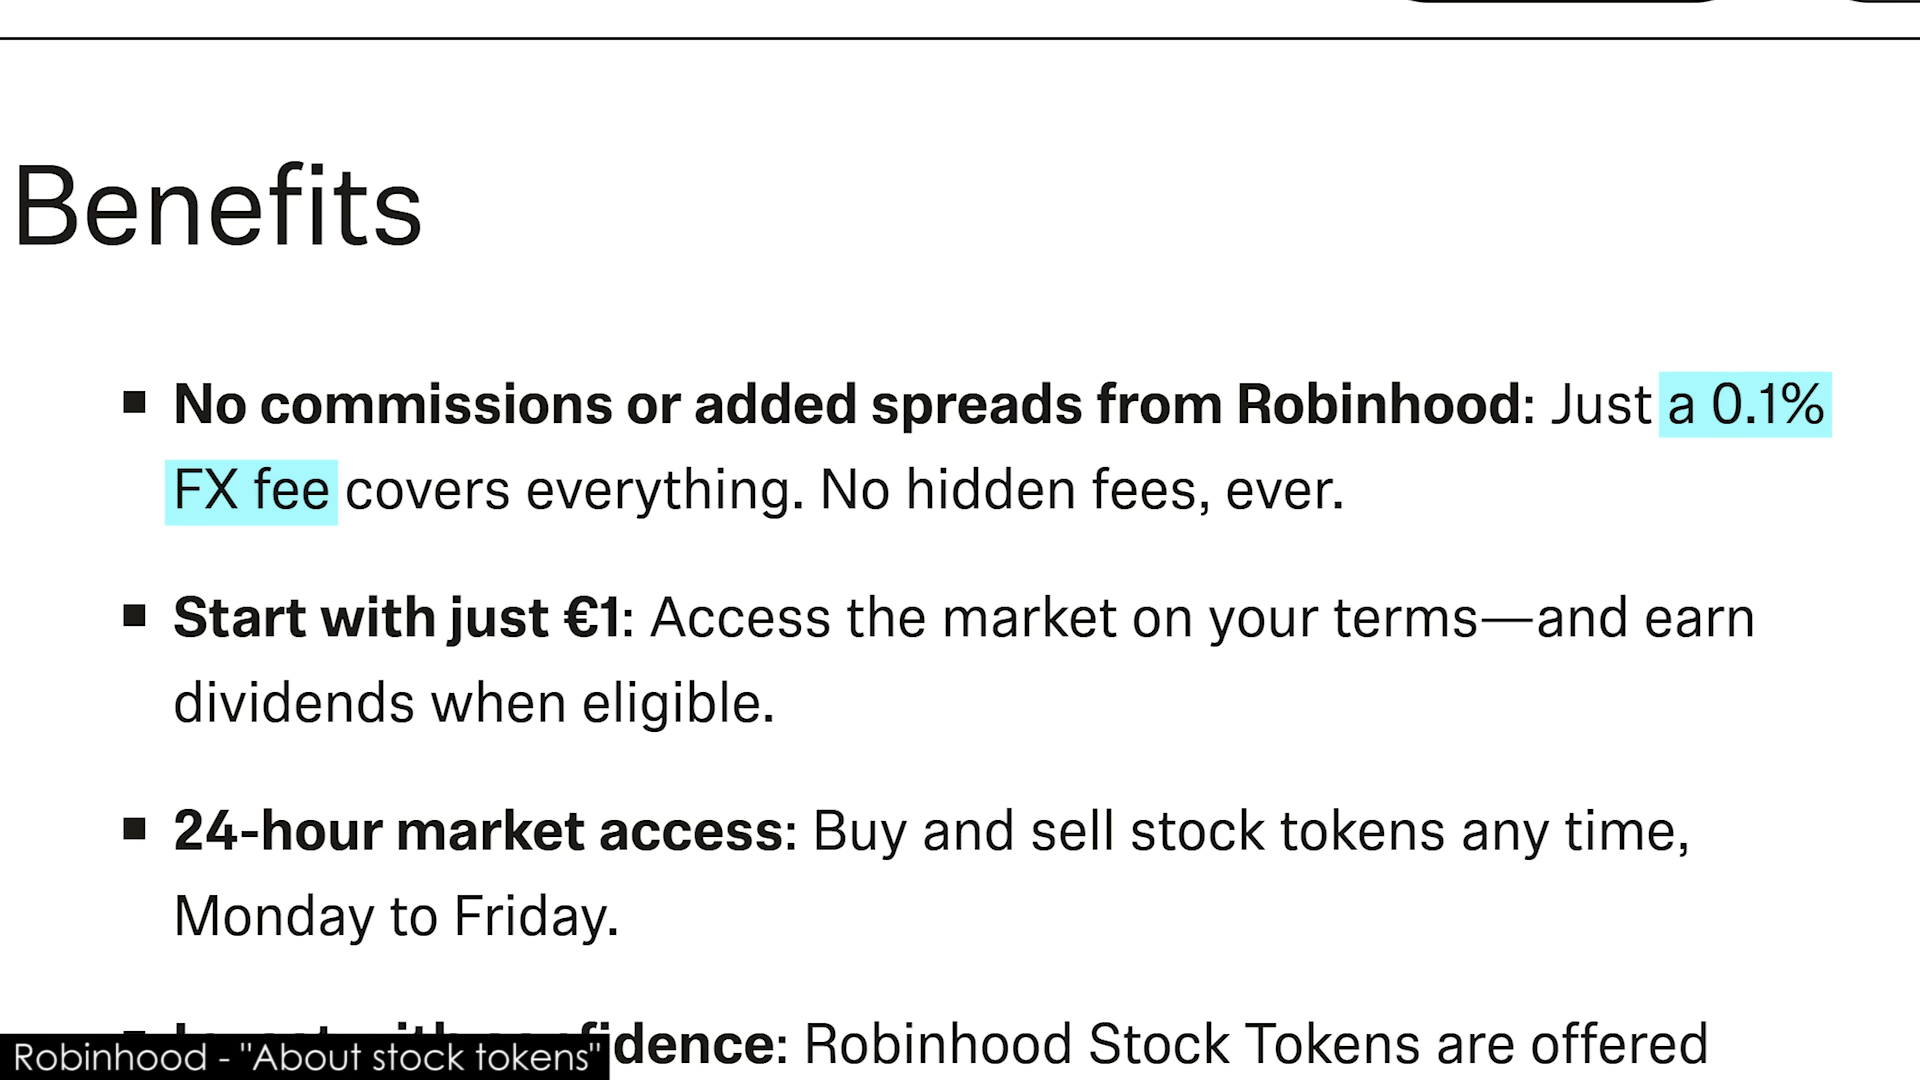 Benefits
No commissions or added spreads from Robinhood: Just a 0.1%
FX fee covers everything. No hidden fees, ever.
Start with just €1: Access the market on your terms—and earn
dividends when eligible.
24-hour market access: Buy and sell stock tokens any time,
Monday to Friday.
Invest with confidence: Robinhood Stock Tokens are offered
Robinhood - "About stock tokens"